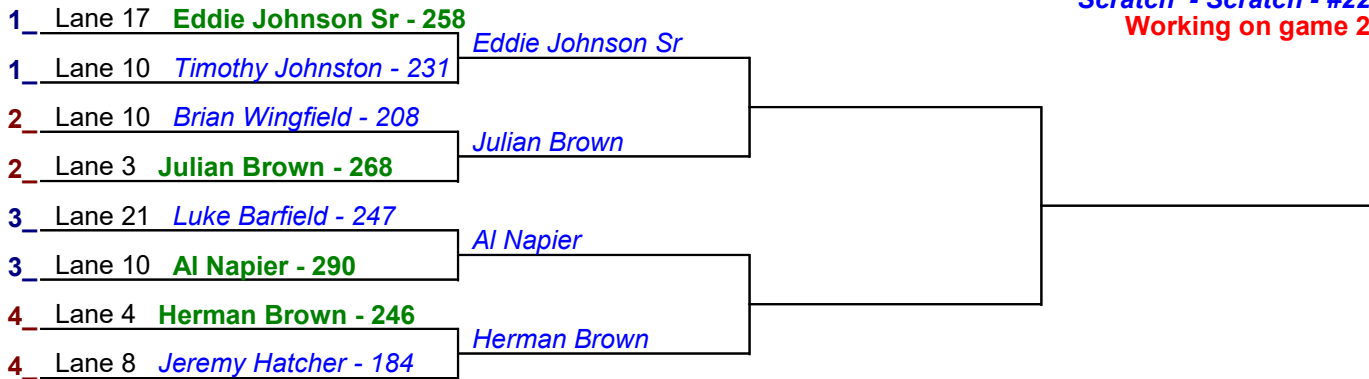 Scratch - Scratch - #22
Working on game 2
1_ Lane 17 Eddie Johnson Sr - 258
Eddie Johnson Sr
1_ Lane 10 Timothy Johnston - 231
2_ Lane 10 Brian Wingfield - 208
Julian Brown
2_ Lane 3 Julian Brown - 268
3_ Lane 21 Luke Barfield - 247
Al Napier
3_ Lane 10 Al Napier - 290
4_ Lane 4 Herman Brown - 246
Herman Brown
4_ Lane 8 Jeremy Hatcher - 184